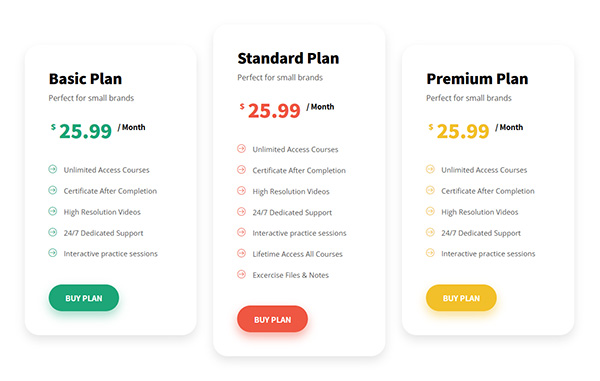 Basic Plan
Perfect for small brands
$ 25.99 / Month
Unlimited Access Courses
Certificate After Completion
High Resolution Videos
24/7 Dedicated Support
Interactive practice sessions
BUY PLAN
Standard Plan
Perfect for small brands
$ 25.99 / Month
Unlimited Access Courses
Certificate After Completion
High Resolution Videos
24/7 Dedicated Support
Interactive practice sessions
Lifetime Access All Courses
Excercise Files & Notes
BUY PLAN
Premium Plan
Perfect for small brands
$ 25.99 / Month
Unlimited Access Courses
Certificate After Completion
High Resolution Videos
24/7 Dedicated Support
Interactive practice sessions
BUY PLAN